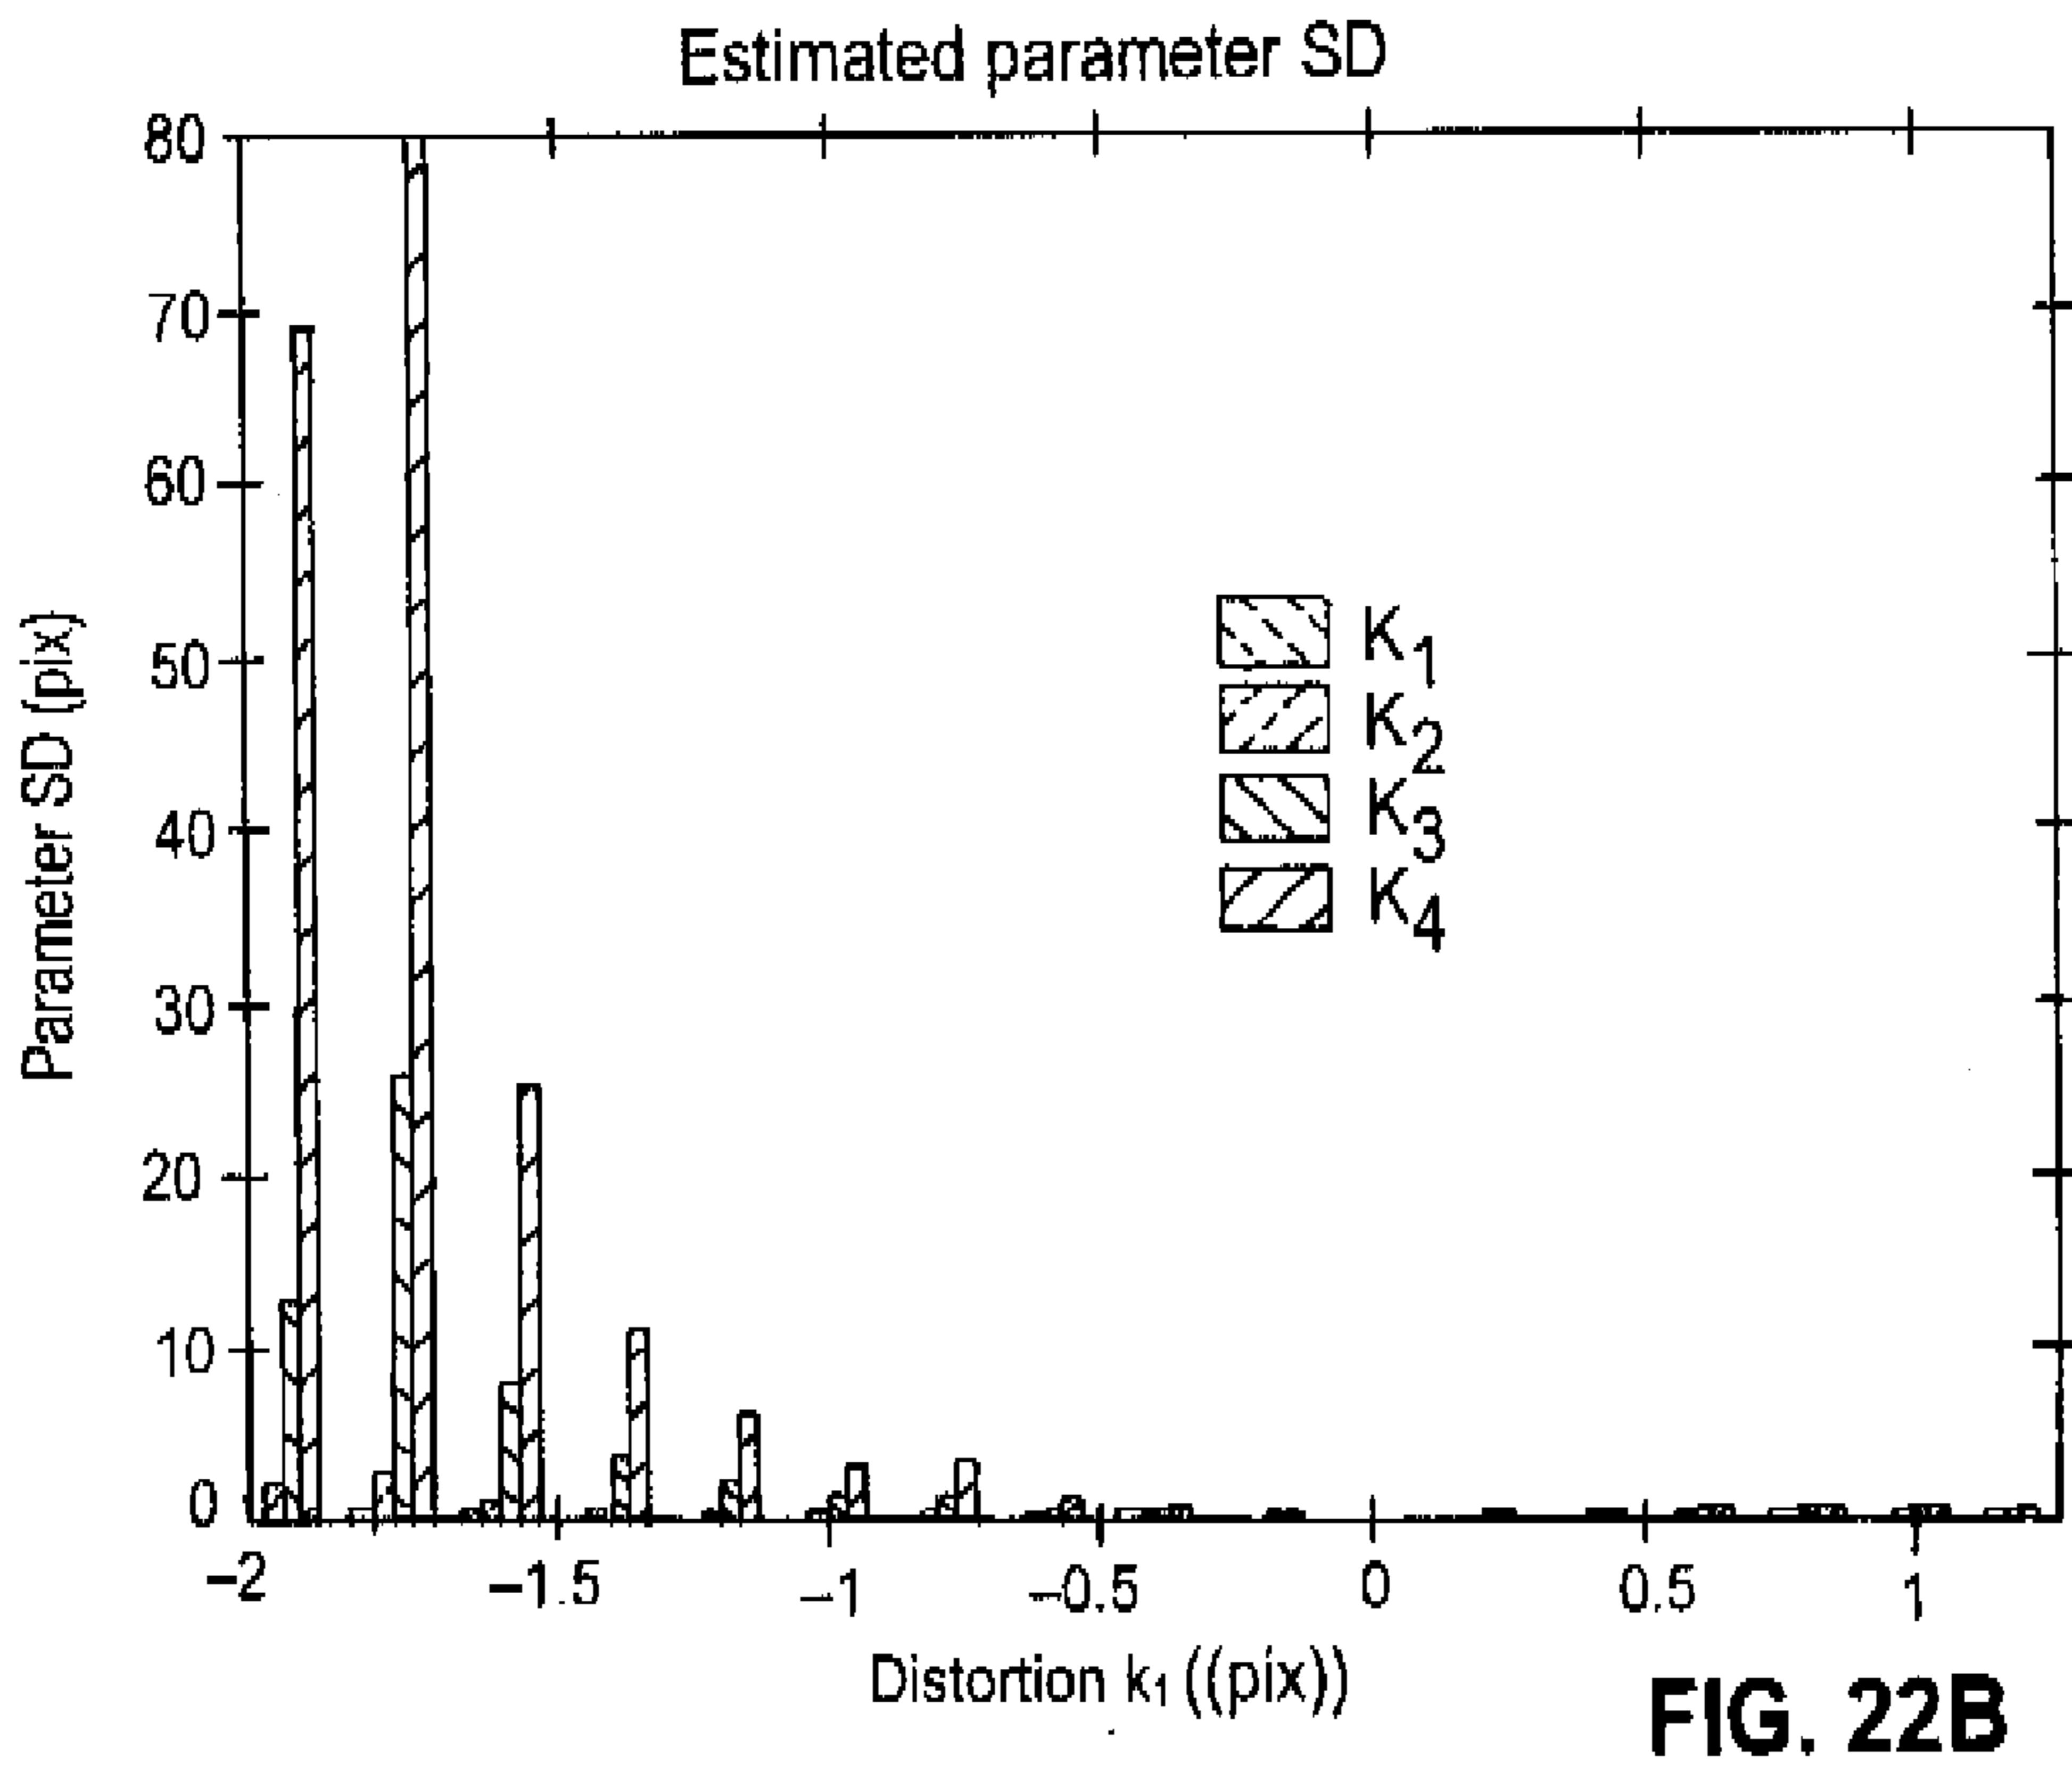 Estimated parameter SD
80
70
60
50
40
30
20
10
0
Parameter SD (pix)
K1
K2
K3
K4
-2
-1.5
-1
-0.5
0
0.5
1
Distortion k1 ((pix))
FIG. 22B